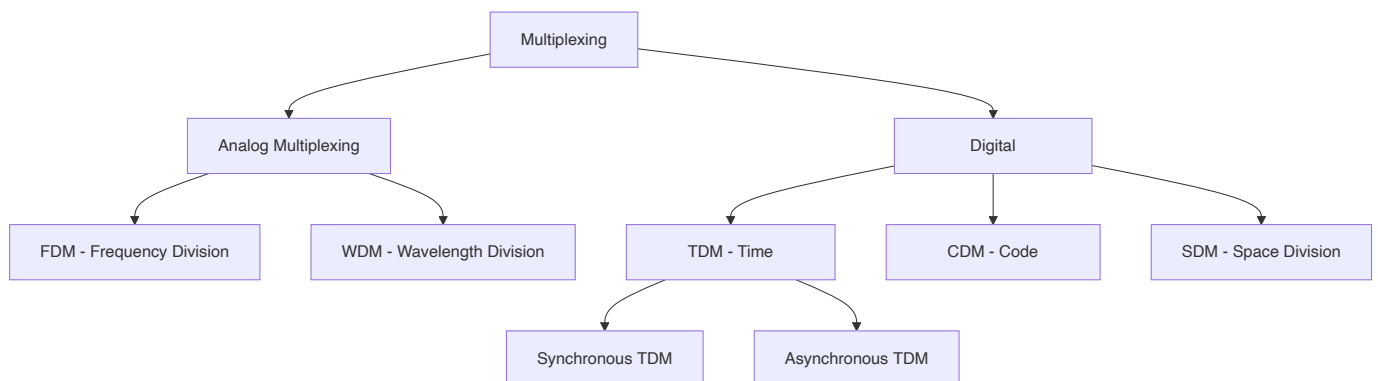 Multiplexing
Analog Multiplexing
Digital
FDM - Frequency Division
WDM - Wavelength Division
TDM - Time
CDM - Code
SDM - Space Division
Synchronous TDM
Asynchronous TDM